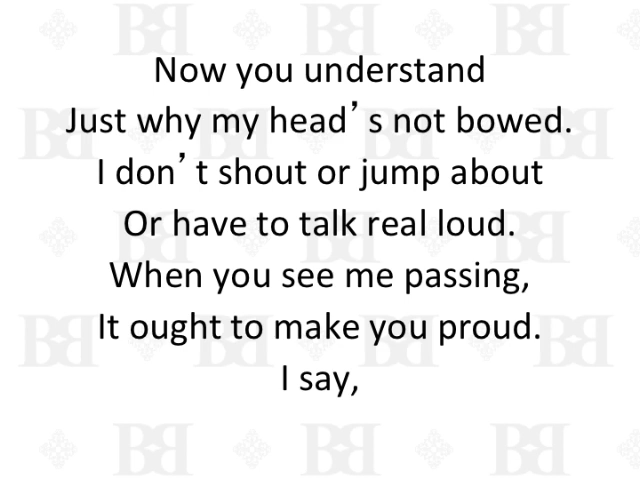 Now you understand
Just why my head’s not bowed.
I don’t shout or jump about
Or have to talk real loud.
When you see me passing,
It ought to make you proud.
I say,